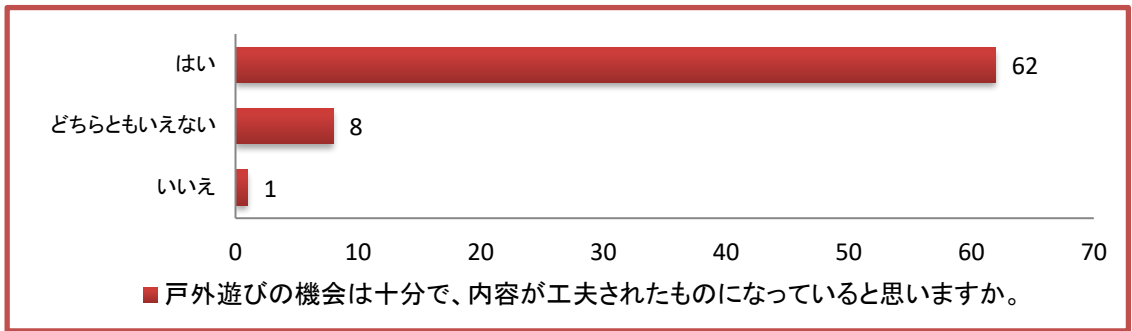 はい 62
どちらともいえない 8
いいえ 1
0 10 20 30 40 50 60 70
戸外遊びの機会は十分で、内容が工夫されたものになっていると思いますか。